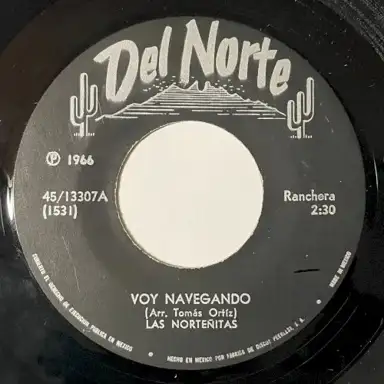 Del Norte
Ⓟ 1966
45/13307A
(1531)
Ranchera
2:30
VOY NAVEGANDO
(Arr. Tomás Ortíz)
LAS NORTEÑITAS
HECHO EN MEXICO POR FABRICA DE DISCOS PEERLESS, S. A.